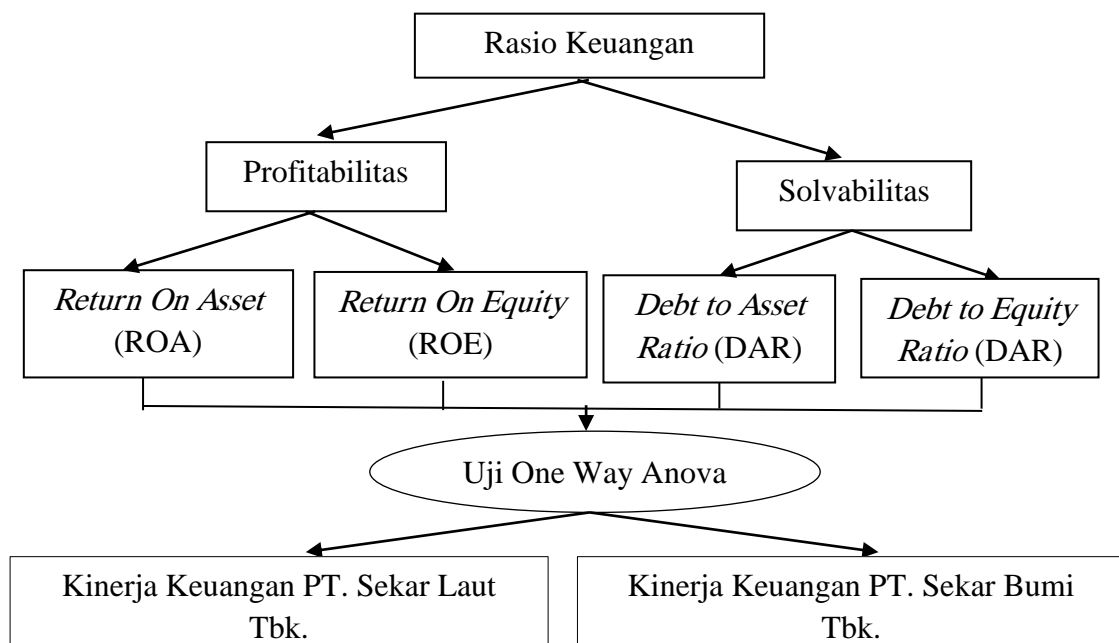 Rasio Keuangan
Profitabilitas
Solvabilitas
Return On Asset
(ROA)
Return On Equity
(ROE)
Debt to Asset
Ratio (DAR)
Debt to Equity
Ratio (DAR)
Uji One Way Anova
Kinerja Keuangan PT. Sekar Laut
Tbk.
Kinerja Keuangan PT. Sekar Bumi
Tbk.